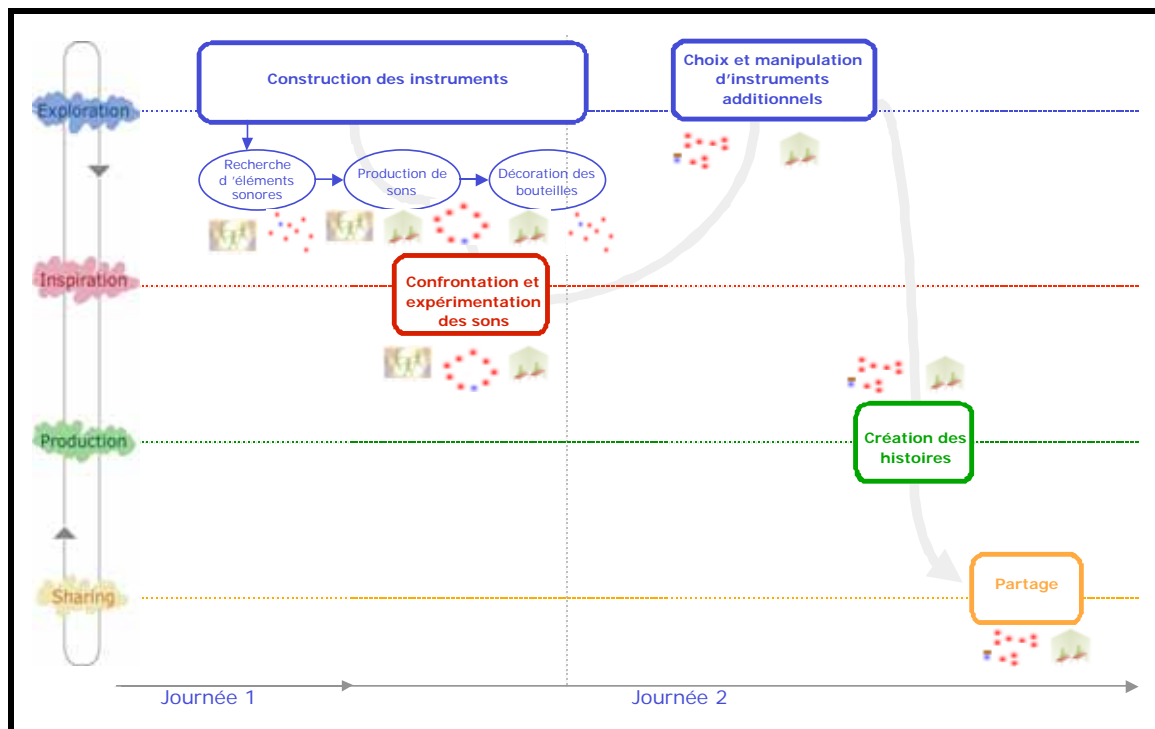 Construction des instruments
Choix et manipulation
d'instruments
additionnels
Exploration
Recherche
d 'éléments
sonores
Production de
sons
Décoration des
bouteilles
Inspiration
Confrontation et
expérimentation
des sons
Production
Création des
histoires
Sharing
Partage
Journée 1
Journée 2